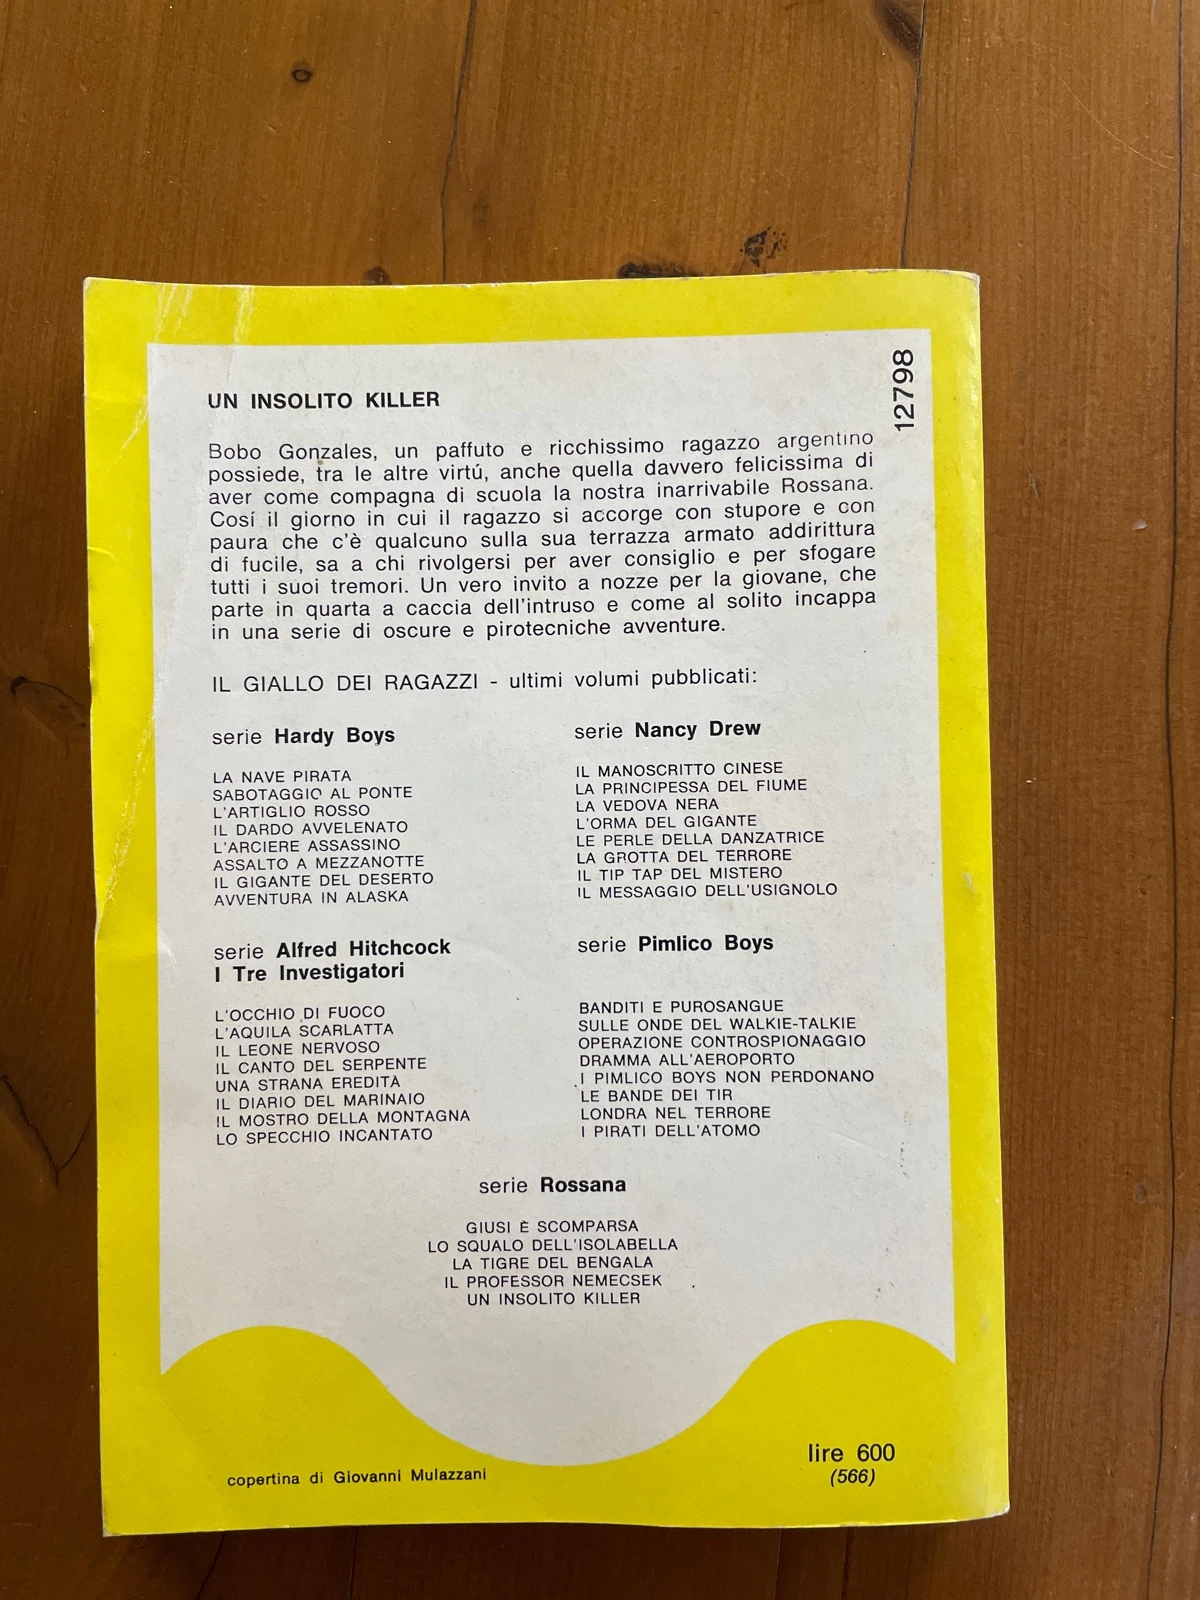 12798
UN INSOLITO KILLER
Bobo Gonzales, un paffuto e ricchissimo ragazzo argentino
possiede, tra le altre virtú, anche quella davvero felicissima di
aver come compagna di scuola la nostra inarrivabile Rossana.
Cosí il giorno in cui il ragazzo si accorge con stupore e con
paura che c'è qualcuno sulla sua terrazza armato addirittura
di fucile, sa a chi rivolgersi per aver consiglio e per sfogare
tutti i suoi tremori. Un vero invito a nozze per la giovane, che
parte in quarta a caccia dell'intruso e come al solito incappa
in una serie di oscure e pirotecniche avventure.
IL GIALLO DEI RAGAZZI - ultimi volumi pubblicati:
serie Hardy Boys
LA NAVE PIRATA
SABOTAGGIO AL PONTE
L'ARTIGLIO ROSSO
IL DARDO AVVELENATO
L'ARCIERE ASSASSINO
ASSALTO A MEZZANOTTE
IL GIGANTE DEL DESERTO
AVVENTURA IN ALASKA
serie Nancy Drew
IL MANOSCRITTO CINESE
LA PRINCIPESSA DEL FIUME
LA VEDOVA NERA
L'ORMA DEL GIGANTE
LE PERLE DELLA DANZATRICE
LA GROTTA DEL TERRORE
IL TIP TAP DEL MISTERO
IL MESSAGGIO DELL'USIGNOLO
serie Alfred Hitchcock
I Tre Investigatori
L'OCCHIO DI FUOCO
L'AQUILA SCARLATTA
IL LEONE NERVOSO
IL CANTO DEL SERPENTE
UNA STRANA EREDITÀ
IL DIARIO DEL MARINAIO
IL MOSTRO DELLA MONTAGNA
LO SPECCHIO INCANTATO
serie Pimlico Boys
BANDITI E PUROSANGUE
SULLE ONDE DEL WALKIE-TALKIE
OPERAZIONE CONTROSPIONAGGIO
DRAMMA ALL'AEROPORTO
I PIMLICO BOYS NON PERDONANO
LE BANDE DEI TIR
LONDRA NEL TERRORE
I PIRATI DELL'ATOMO
serie Rossana
GIUSI È SCOMPARSA
LO SQUALO DELL'ISOLABELLA
LA TIGRE DEL BENGALA
IL PROFESSOR NEMECSEK
UN INSOLITO KILLER
lire 600
(566)
copertina di Giovanni Mulazzani